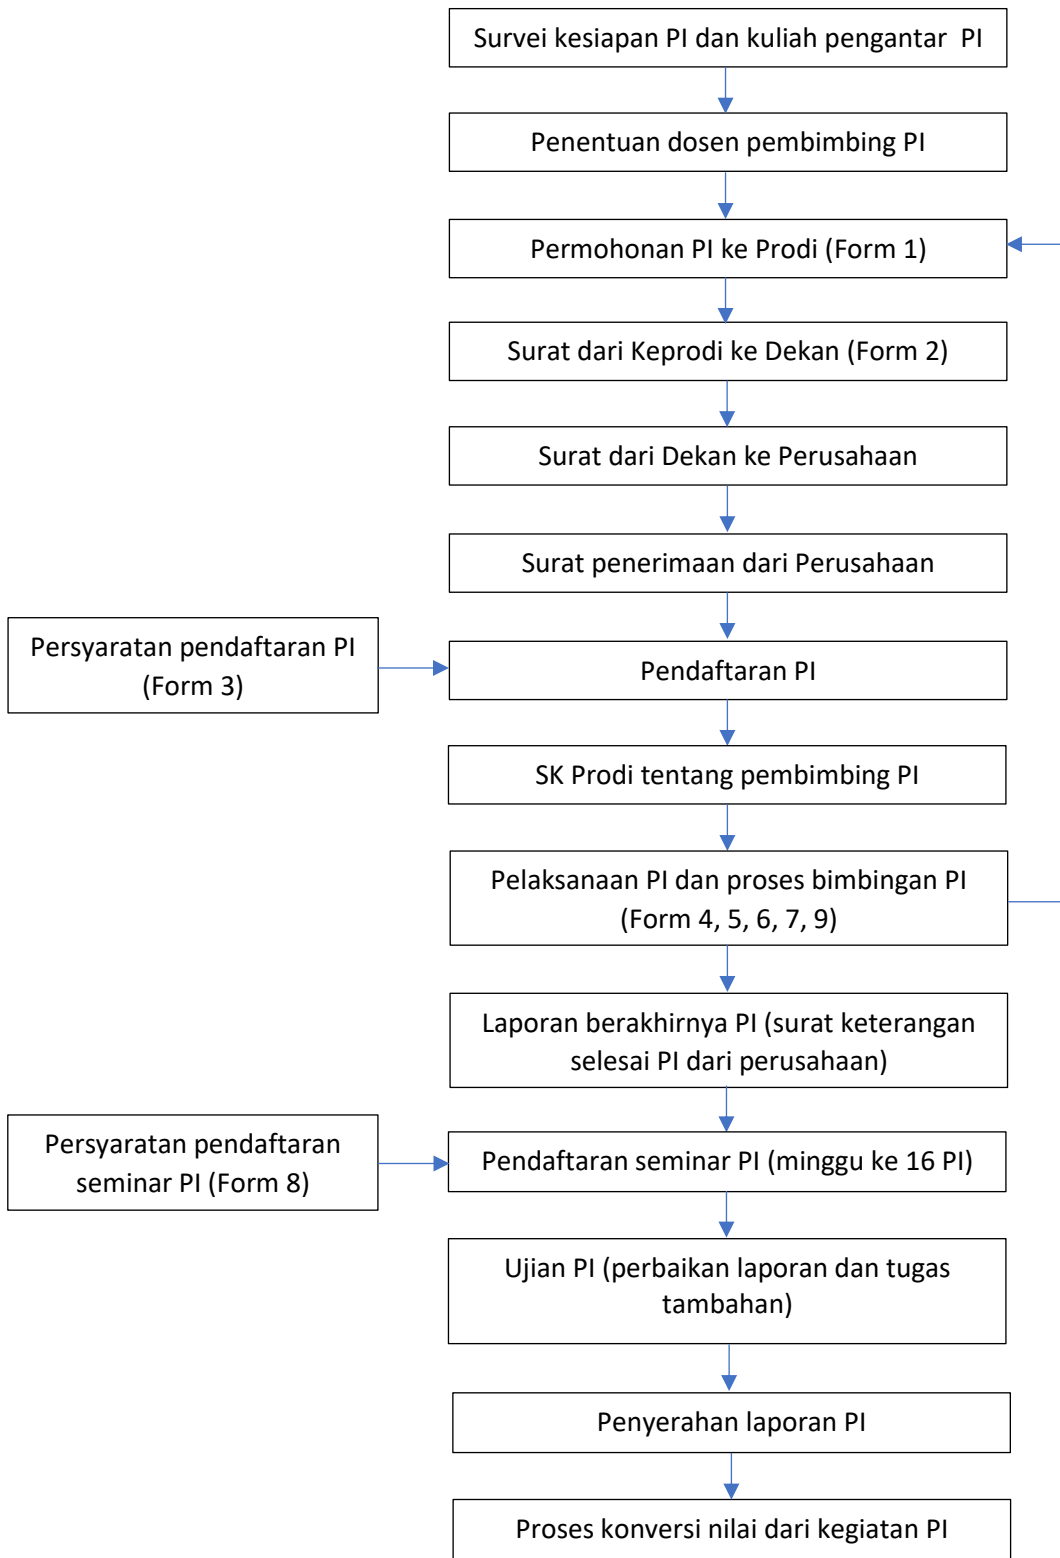 Survei kesiapan PI dan kuliah pengantar  PI
Penentuan dosen pembimbing PI
Permohonan PI ke Prodi (Form 1)
Surat dari Keprodi ke Dekan (Form 2)
Surat dari Dekan ke Perusahaan
Surat penerimaan dari Perusahaan
Persyaratan pendaftaran PI
(Form 3)
Pendaftaran PI
SK Prodi tentang pembimbing PI
Pelaksanaan PI dan proses bimbingan PI
(Form 4, 5, 6, 7, 9)
Laporan berakhirnya PI (surat keterangan
selesai PI dari perusahaan)
Persyaratan pendaftaran
seminar PI (Form 8)
Pendaftaran seminar PI (minggu ke 16 PI)
Ujian PI (perbaikan laporan dan tugas
tambahan)
Penyerahan laporan PI
Proses konversi nilai dari kegiatan PI